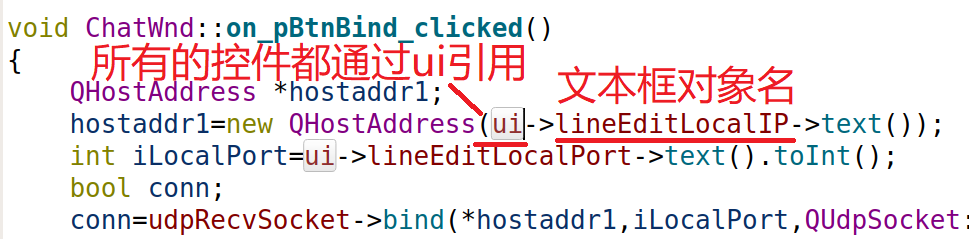 void ChatWnd::on_pBtnBind_clicked()
{
所有的控件都通过ui引用
QHostAddress *hostaddr1;
文本框对象名
hostaddr1=new QHostAddress(ui->lineEditLocalIP->text());
int iLocalPort=ui->lineEditLocalPort->text().toInt();
bool conn;
conn=udpRecvSocket->bind(*hostaddr1,iLocalPort,QUdpSocket: